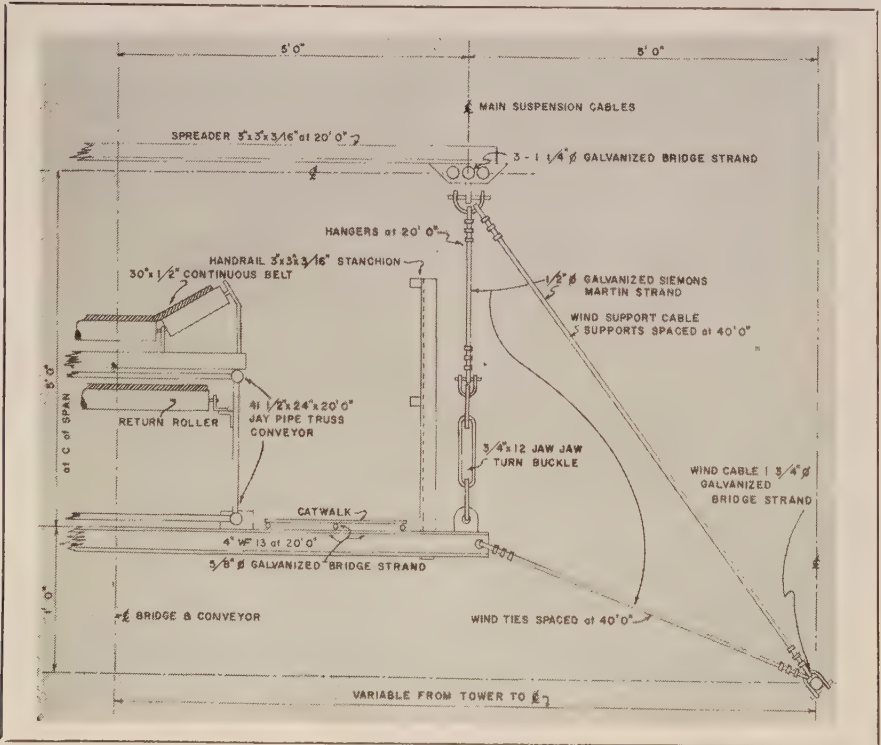 5' 0"
5' 0"
℄ MAIN SUSPENSION CABLES
SPREADER 3"x3"x3/16" at 20' 0"
3 - 1 1/4" Ø GALVANIZED BRIDGE STRAND
℄
HANGERS at 20' 0"
HANDRAIL 3"x3"x3/16" STANCHION
30"x1/2" CONTINUOUS BELT
1/2" Ø GALVANIZED SIEMONS
MARTIN STRAND
WIND SUPPORT CABLE
SUPPORTS SPACED at 40'0"
5' 0"
at C of SPAN
RETURN ROLLER
41 1/2"x24"x20'0"
JAY PIPE TRUSS
CONVEYOR
3/4"x12 JAW JAW
TURN BUCKLE
WIND CABLE 1 3/4" Ø
GALVANIZED
BRIDGE STRAND
CATWALK
4" WF 13 at 20'0"
5/8" Ø GALVANIZED BRIDGE STRAND
1' 0"
℄ BRIDGE & CONVEYOR
WIND TIES SPACED at 40'0"
VARIABLE FROM TOWER TO ℄